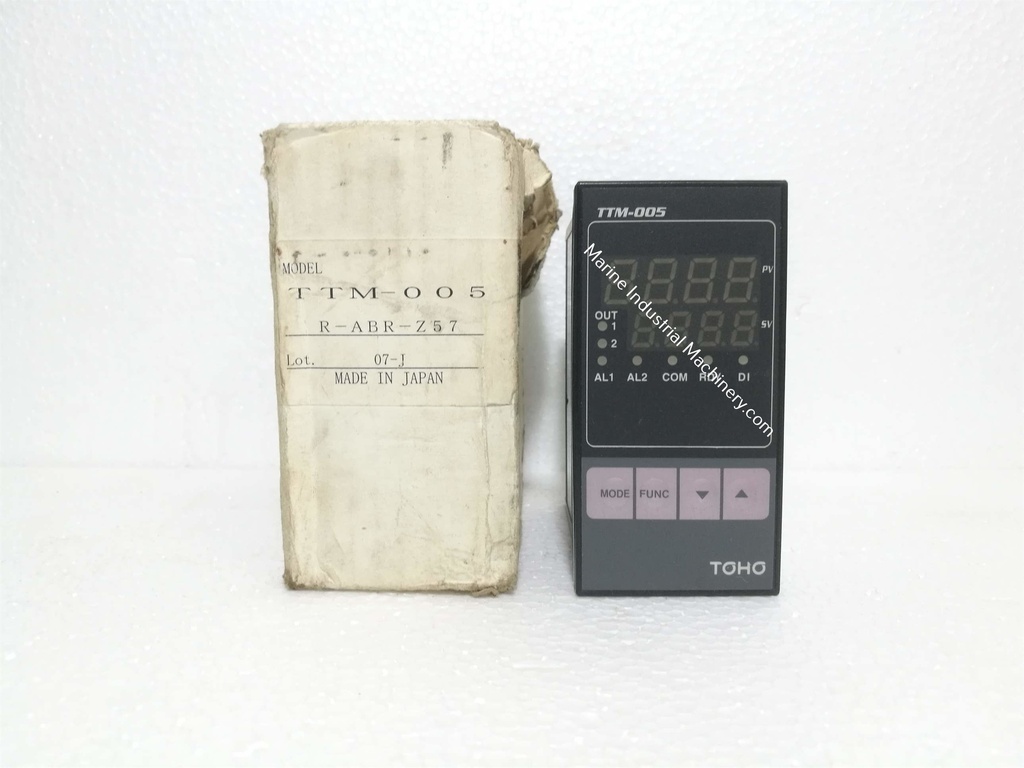 MODEL
TTM-005
R-ABR-Z57
Lot. 07-J
MADE IN JAPAN
TTM-005
PV
SV
OUT
1
2
AL1 AL2 COM RDY DI
MODE FUNC ▼ ▲
TOHO
Marine Industrial Machinery.com